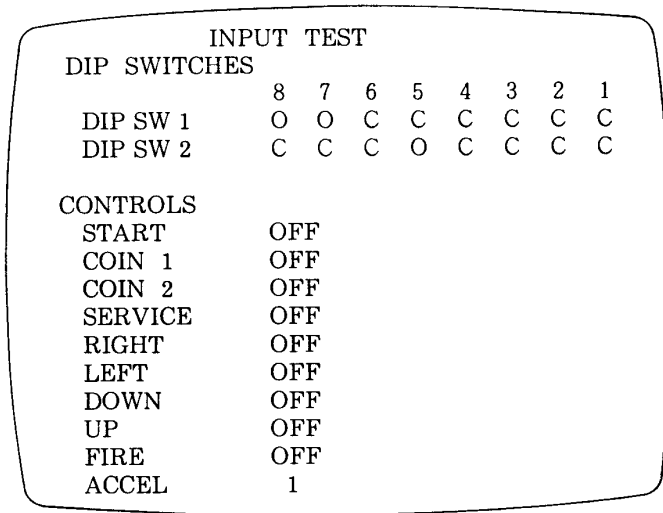 INPUT TEST
DIP SWITCHES
8 7 6 5 4 3 2 1
DIP SW 1 O O C C C C C C
DIP SW 2 C C C O C C C C
CONTROLS
START OFF
COIN 1 OFF
COIN 2 OFF
SERVICE OFF
RIGHT OFF
LEFT OFF
DOWN OFF
UP OFF
FIRE OFF
ACCEL 1